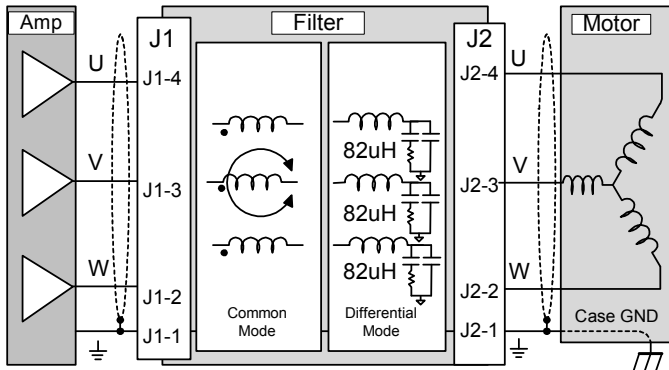 Amp
Filter
Motor
J1
J2
U
J1-4
J2-4
U
V
J1-3
82uH
J2-3
V
82uH
W
J1-2
82uH
J2-2
W
Common
Mode
Differential
Mode
J1-1
J2-1
Case GND